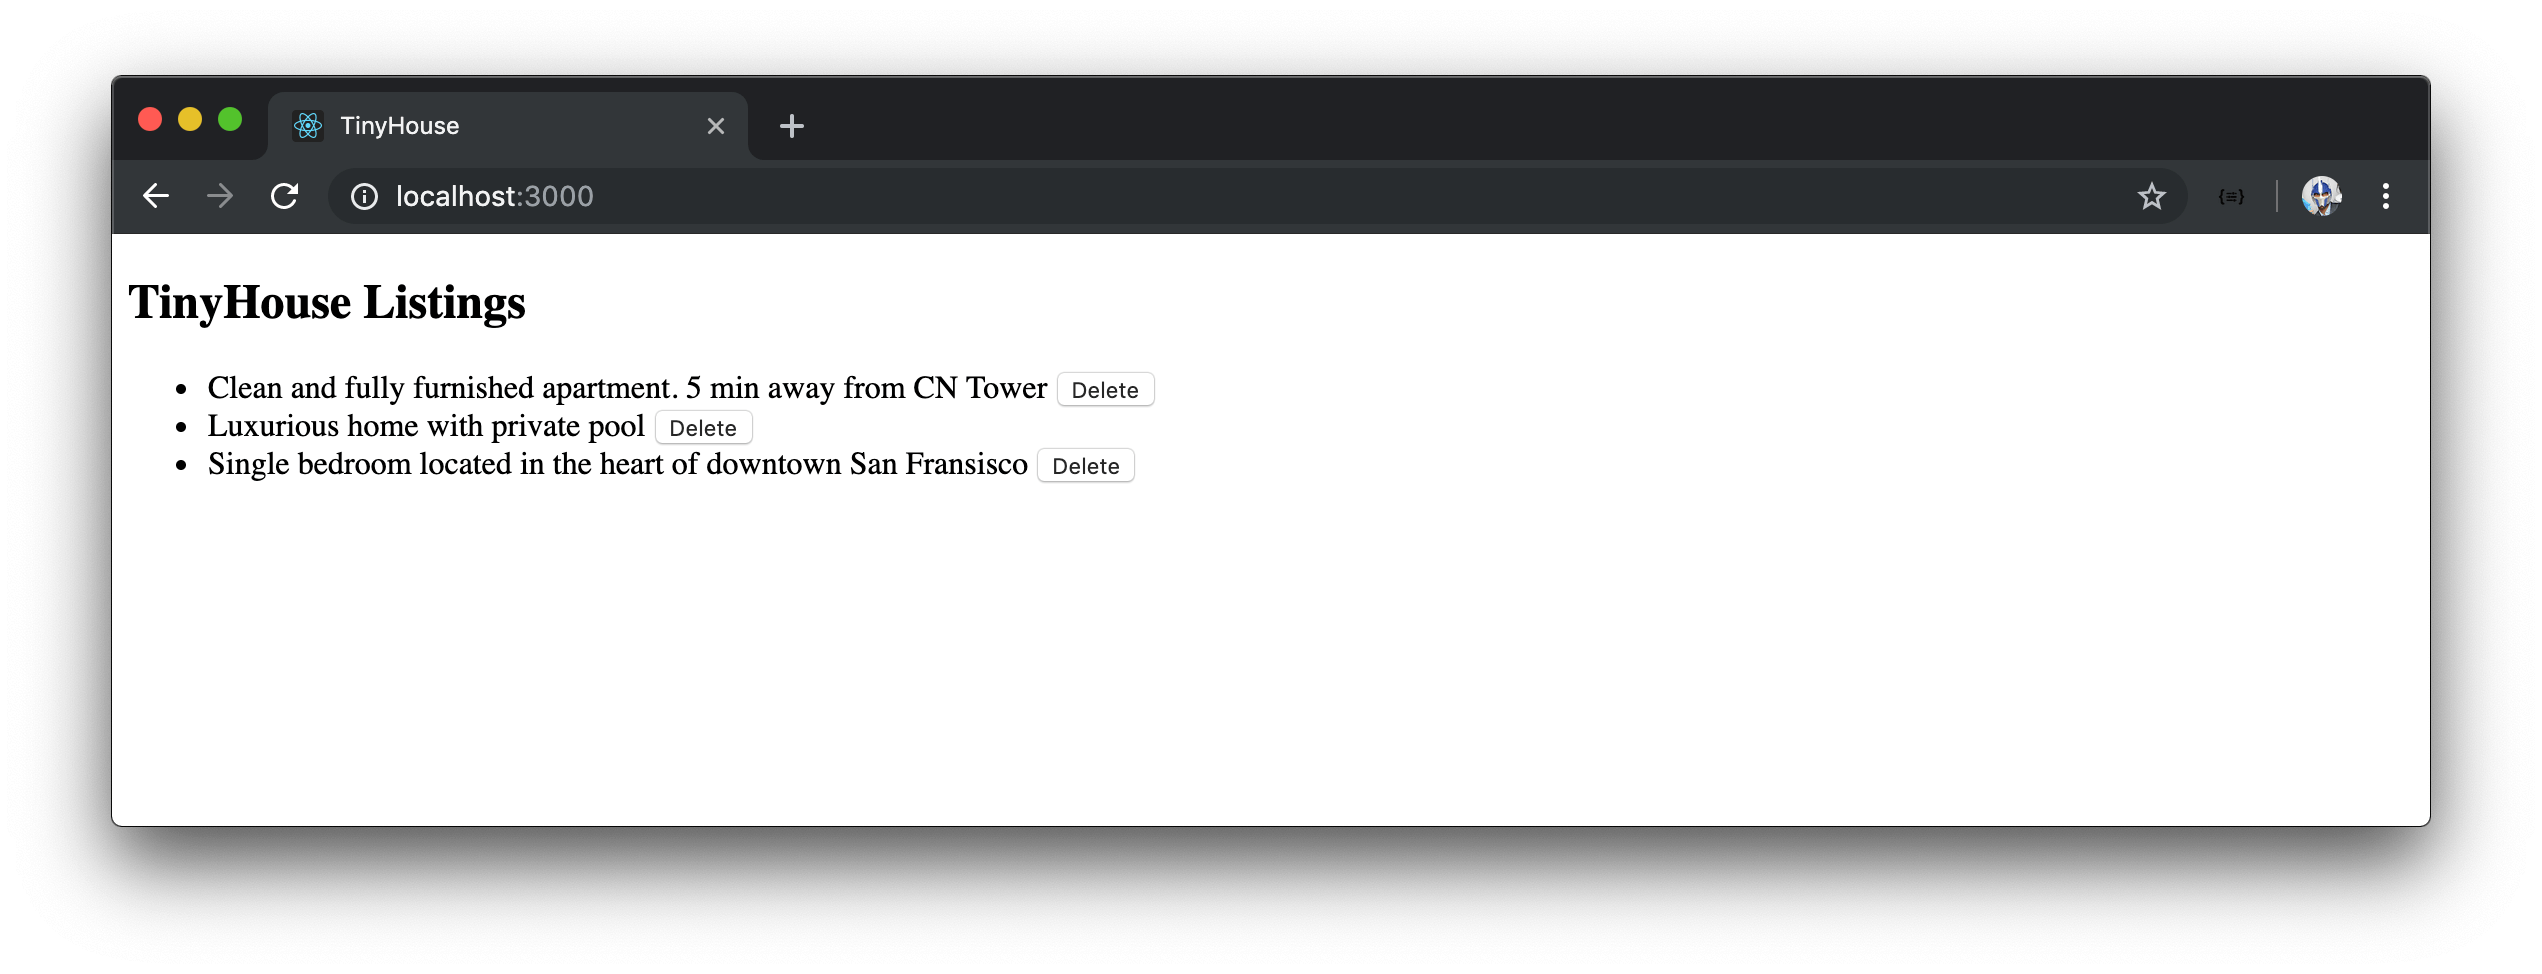 TinyHouse
localhost:3000
{≡}
TinyHouse Listings
Clean and fully furnished apartment. 5 min away from CN Tower Delete
Luxurious home with private pool Delete
Single bedroom located in the heart of downtown San Fransisco Delete